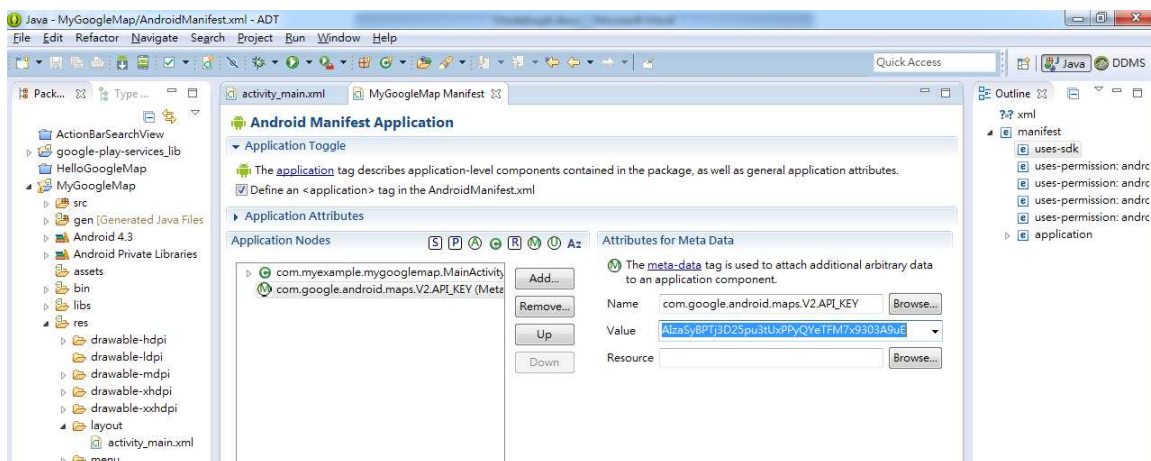 Java - MyGoogleMap/AndroidManifest.xml - ADT
File Edit Refactor Navigate Search Project Run Window Help
Quick Access
Java
DDMS
Pack...
Type ...
ActionBarSearchView
google-play-services_lib
HelloGoogleMap
MyGoogleMap
src
gen [Generated Java Files
Android 4.3
Android Private Libraries
assets
bin
libs
res
drawable-hdpi
drawable-ldpi
drawable-mdpi
drawable-xhdpi
drawable-xxhdpi
layout
activity_main.xml
menu
activity_main.xml
MyGoogleMap Manifest
Android Manifest Application
Application Toggle
The application tag describes application-level components contained in the package, as well as general application attributes.
Define an <application> tag in the AndroidManifest.xml
Application Attributes
Application Nodes
S P A C R M U Az
com.myexample.mygooglemap.MainActivity
com.google.android.maps.V2.API_KEY (Meta
Add...
Remove...
Up
Down
Attributes for Meta Data
The meta-data tag is used to attach additional arbitrary data
to an application component.
Name com.google.android.maps.V2.API_KEY Browse...
Value AIzaSyBPTj3D25pu3tUxPPyQYeTFM7x9303A9uE
Resource Browse...
Outline
xml
manifest
uses-sdk
uses-permission: andrc
uses-permission: andrc
uses-permission: andrc
uses-permission: andrc
application